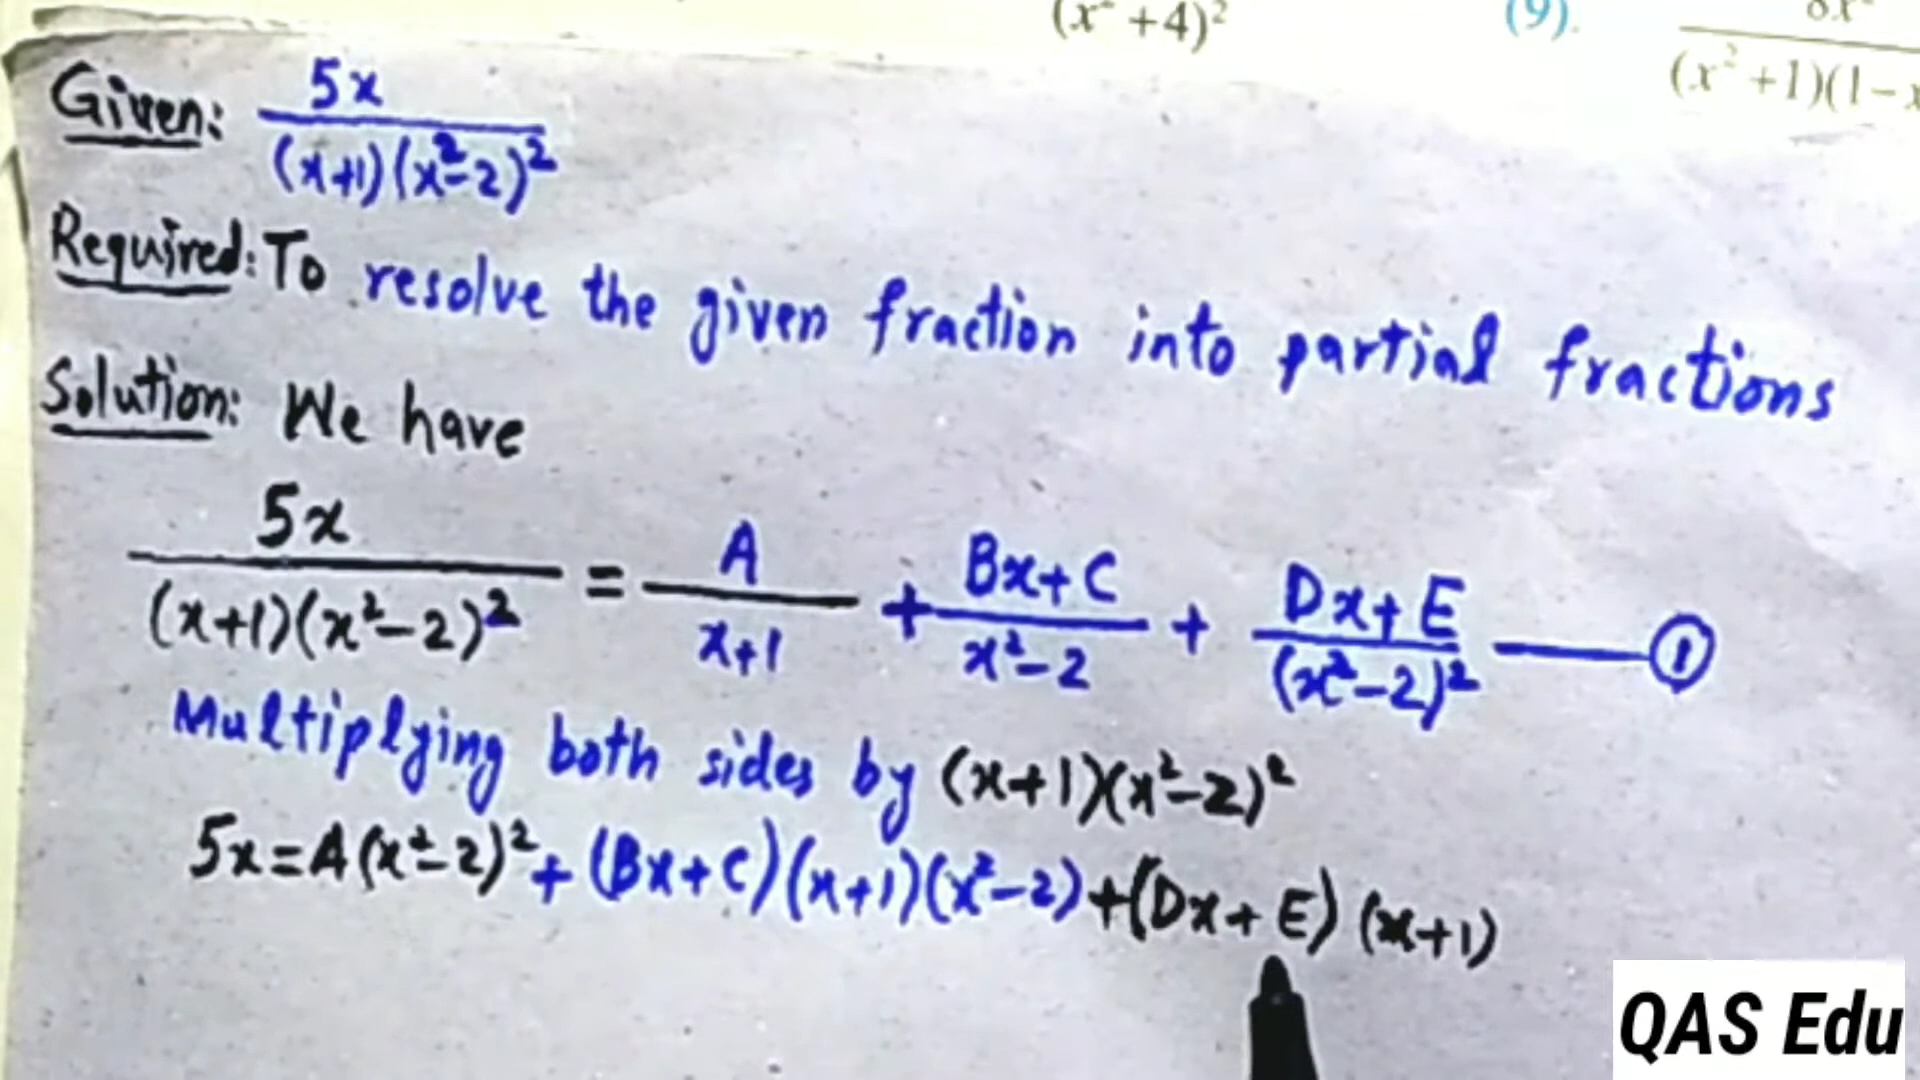 (x² +4)²
(9).
(x² +1)(1−x
Given: 5x
(x+1)(x²-2)²
Required: To resolve the given fraction into partial fractions
Solution: We have
5x / (x+1)(x²-2)² = A / x+1 + Bx+C / x²-2 + Dx+E / (x²-2)² —— ①
Multiplying both sides by (x+1)(x²-2)²
5x=A(x²-2)²+ (Bx+C)(x+1)(x²-2)+(Dx+E) (x+1)
QAS Edu